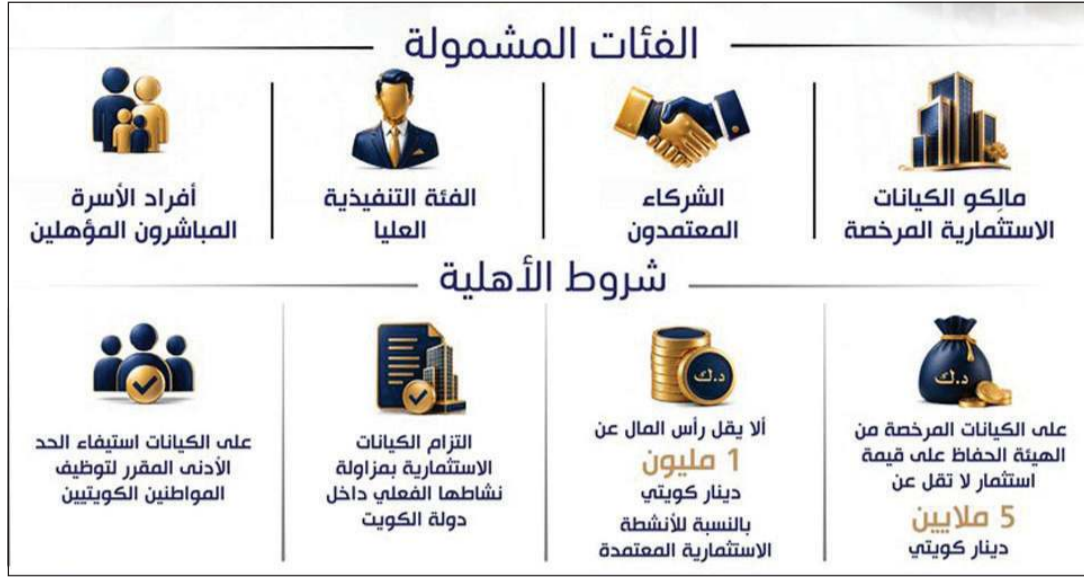 الفئات المشمولة
مالِكو الكيانات
الاستثمارية المرخصة
الشركاء
المعتمدون
الفئة التنفيذية
العليا
أفراد الأسرة
المباشرون المؤهلين
شروط الأهلية
د.ك
على الكيانات المرخصة من
الهيئة الحفاظ على قيمة
استثمار لا تقل عن
5 ملايين
دينار كويتي
د.ك
ألا يقل رأس المال عن
1 مليون
دينار كويتي
بالنسبة للأنشطة
الاستثمارية المعتمدة
التزام الكيانات
الاستثمارية بمزاولة
نشاطها الفعلي داخل
دولة الكويت
على الكيانات استيفاء الحد
الأدنى المقرر لتوظيف
المواطنين الكويتيين